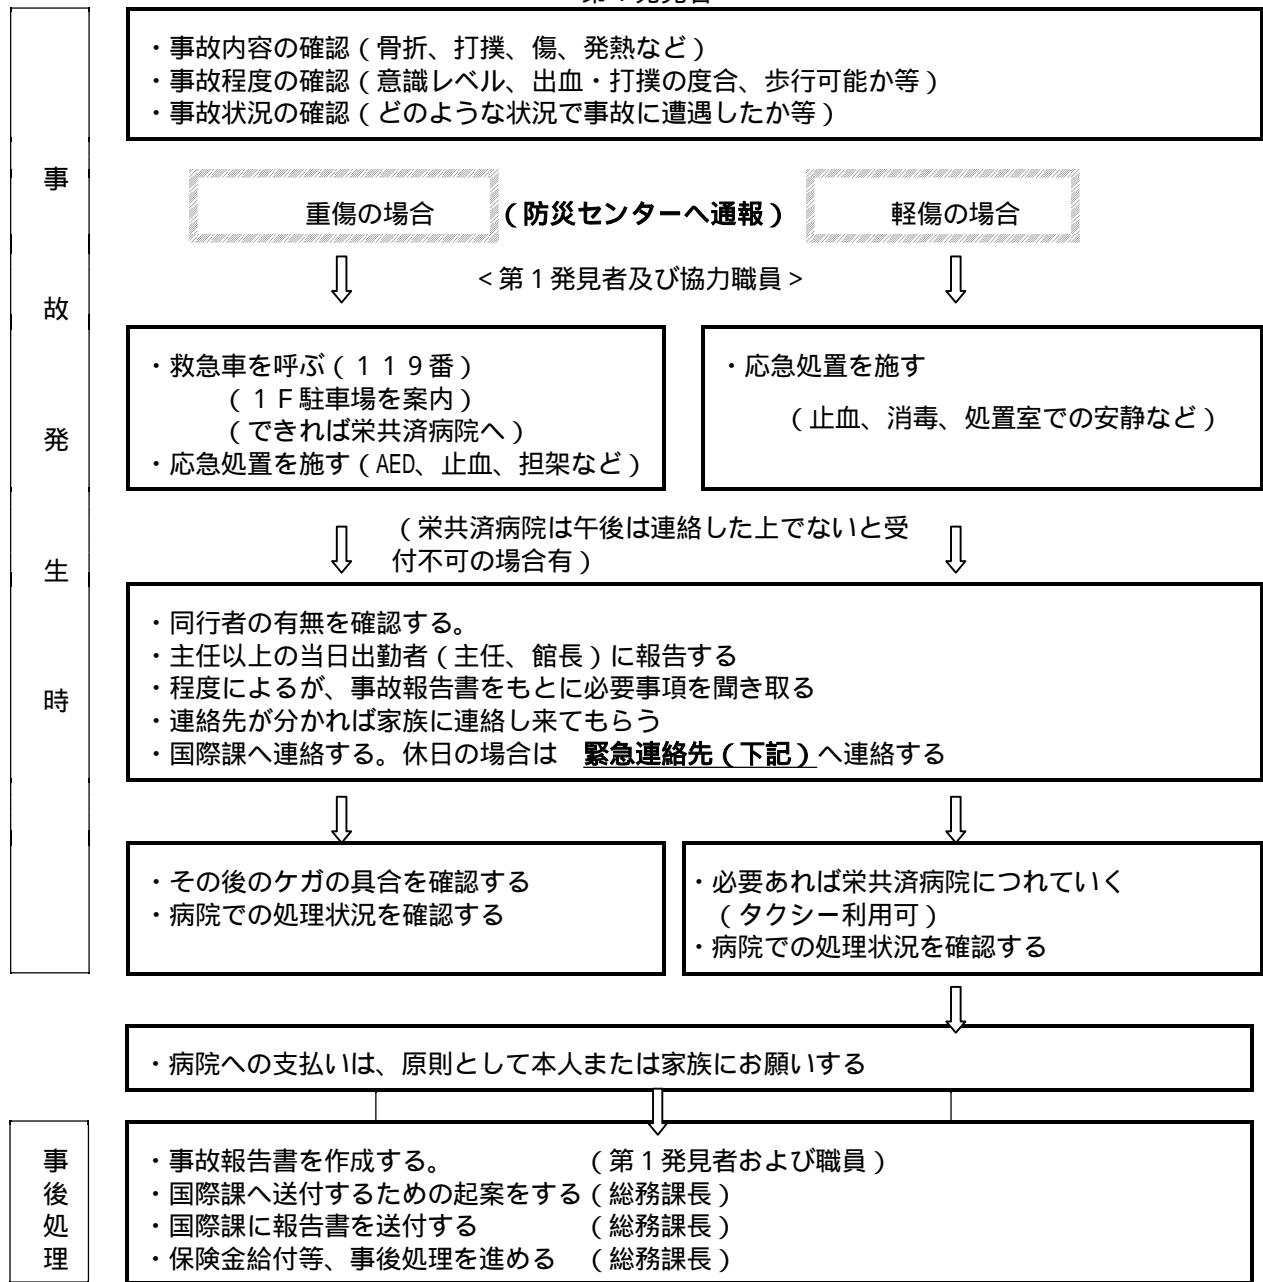 ・事故内容の確認（骨折、打撲、傷、発熱など）
・事故程度の確認（意識レベル、出血・打撲の度合、歩行可能か等）
・事故状況の確認（どのような状況で事故に遭遇したか等）
事故発生時
重傷の場合 （防災センターへ通報） 軽傷の場合
＜第１発見者及び協力職員＞
・救急車を呼ぶ（１１９番）
（１Ｆ駐車場を案内）
（できれば栄共済病院へ）
・応急処置を施す（AED、止血、担架など）
・応急処置を施す
（止血、消毒、処置室での安静など）
（栄共済病院は午後は連絡した上でないと受
付不可の場合有）
・同行者の有無を確認する。
・主任以上の当日出勤者（主任、館長）に報告する
・程度によるが、事故報告書をもとに必要事項を聞き取る
・連絡先が分かれば家族に連絡し来てもらう
・国際課へ連絡する。休日の場合は　緊急連絡先（下記）へ連絡する
・その後のケガの具合を確認する
・病院での処理状況を確認する
・必要あれば栄共済病院につれていく
（タクシー利用可）
・病院での処理状況を確認する
・病院への支払いは、原則として本人または家族にお願いする
事後処理
・事故報告書を作成する。　（第１発見者および職員）
・国際課へ送付するための起案をする（総務課長）
・国際課に報告書を送付する　（総務課長）
・保険金給付等、事後処理を進める　（総務課長）